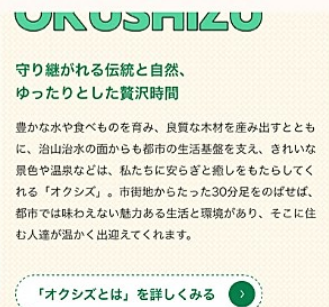 OKUSHIZU
守り継がれる伝統と自然、
ゆったりとした贅沢時間
豊かな水や食べものを育み、良質な木材を産み出すととも
に、治山治水の面からも都市の生活基盤を支え、きれいな
景色や温泉などは、私たちに安らぎと癒しをもたらしてく
れる「オクシズ」。市街地からたった30分足をのばせば、
都市では味わえない魅力ある生活と環境があり、そこに住
む人達が温かく出迎えてくれます。
「オクシズとは」を詳しくみる